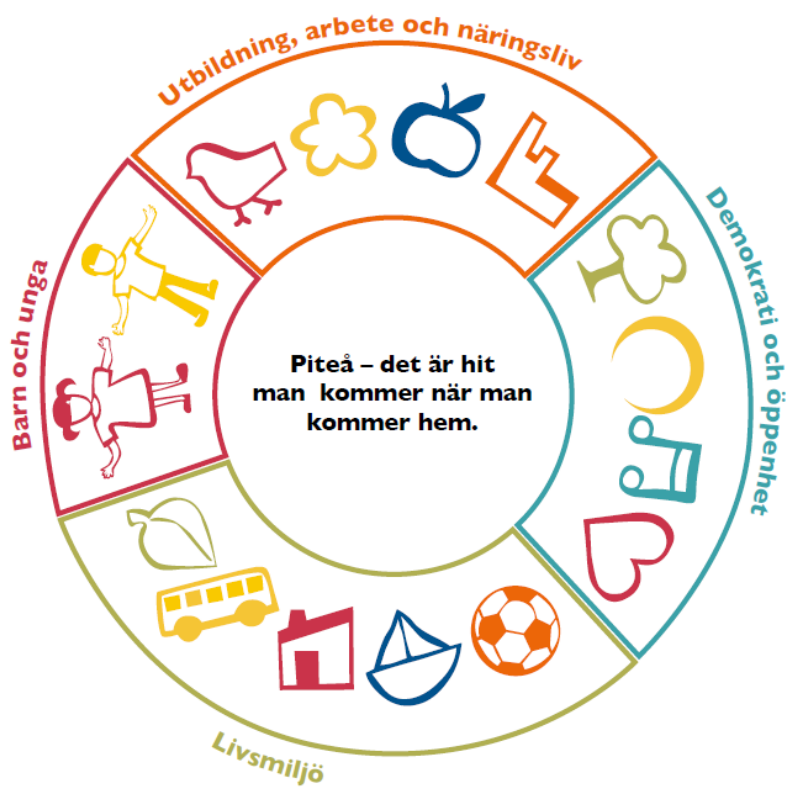 Utbildning, arbete och näringsliv
Demokrati och öppenhet
Barn och unga
Piteå – det är hit
man kommer när man
kommer hem.
Livsmiljö